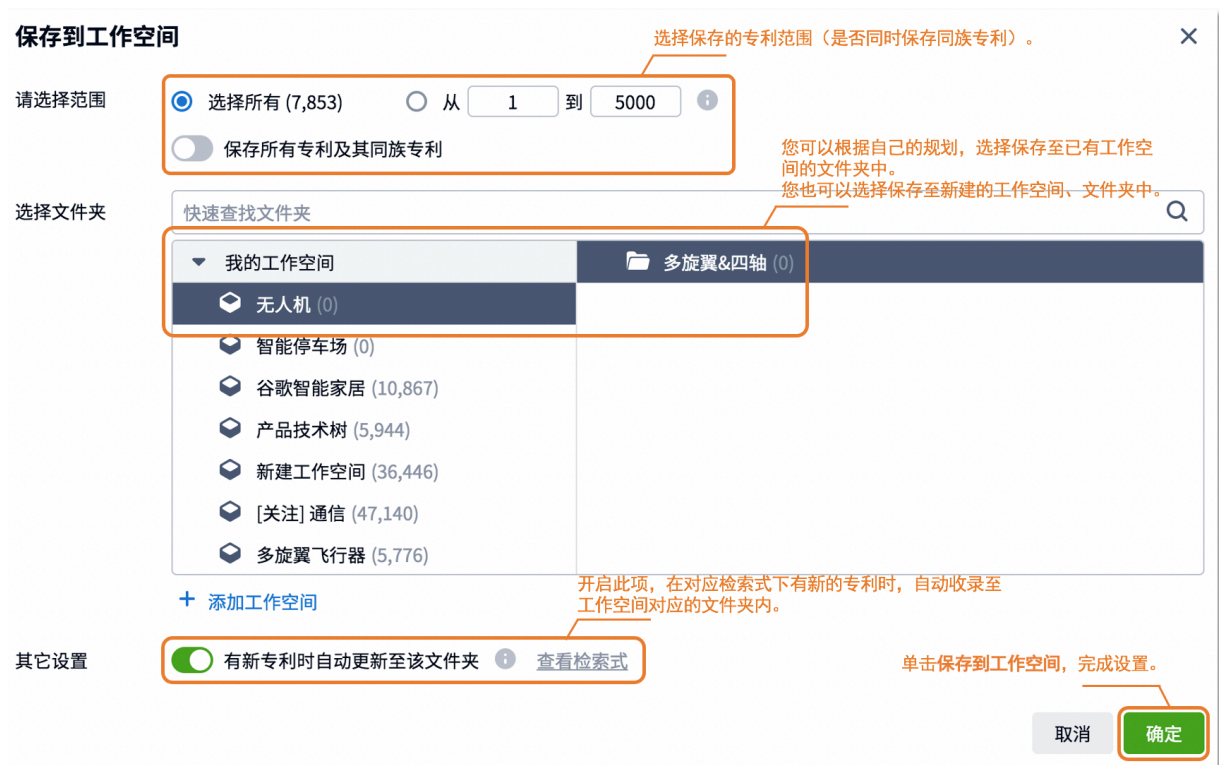 保存到工作空间
选择保存的专利范围（是否同时保存同族专利）。
请选择范围
选择所有 (7,853)
从 1 到 5000
保存所有专利及其同族专利
您可以根据自己的规划，选择保存至已有工作空
间的文件夹中。
您也可以选择保存至新建的工作空间、文件夹中。
选择文件夹
快速查找文件夹
我的工作空间
多旋翼&四轴 (0)
无人机 (0)
智能停车场 (0)
谷歌智能家居 (10,867)
产品技术树 (5,944)
新建工作空间 (36,446)
[关注] 通信 (47,140)
多旋翼飞行器 (5,776)
开启此项，在对应检索式下有新的专利时，自动收录至
工作空间对应的文件夹内。
+ 添加工作空间
其它设置
有新专利时自动更新至该文件夹
查看检索式
单击保存到工作空间，完成设置。
取消
确定